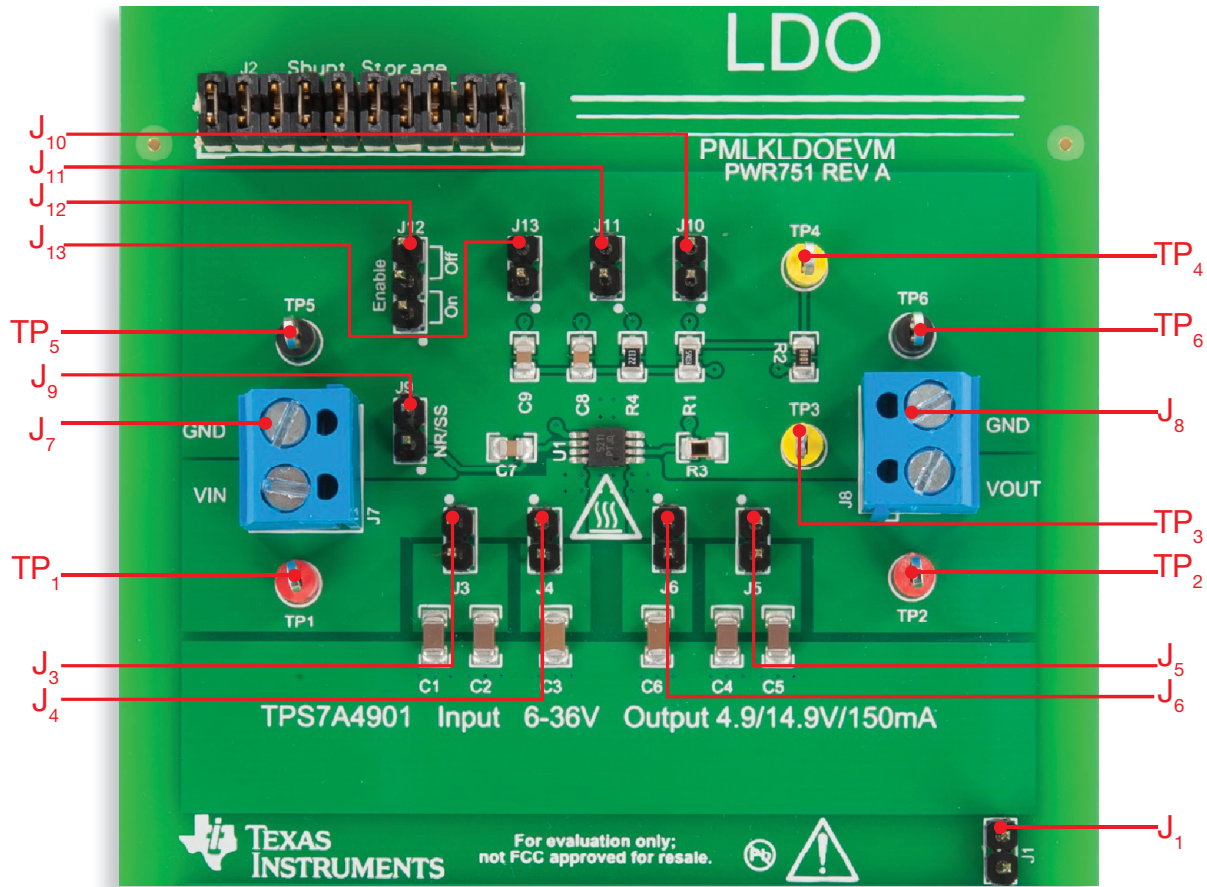 LDO
J2 Shunt Storage
PMLKLDOEVM
PWR751 REV A
J10
J11
J12
J13
TP5
J9
J7
TP1
J3
J4
TP4
TP6
J8
TP3
TP2
J5
J6
J1
J12
J13
J11
J10
TP4
Enable
Off
On
TP5
TP6
R2
C9
C8
R4
R1
J9
NR/SS
TP3
GND
VIN
J7
C7
U1
R3
GND
VOUT
J8
J3
J4
J6
J5
TP1
TP2
C1
C2
C3
C6
C4
C5
TPS7A4901 Input 6-36V Output 4.9/14.9V/150mA
TEXAS
INSTRUMENTS
For evaluation only;
not FCC approved for resale.
Pb
J1